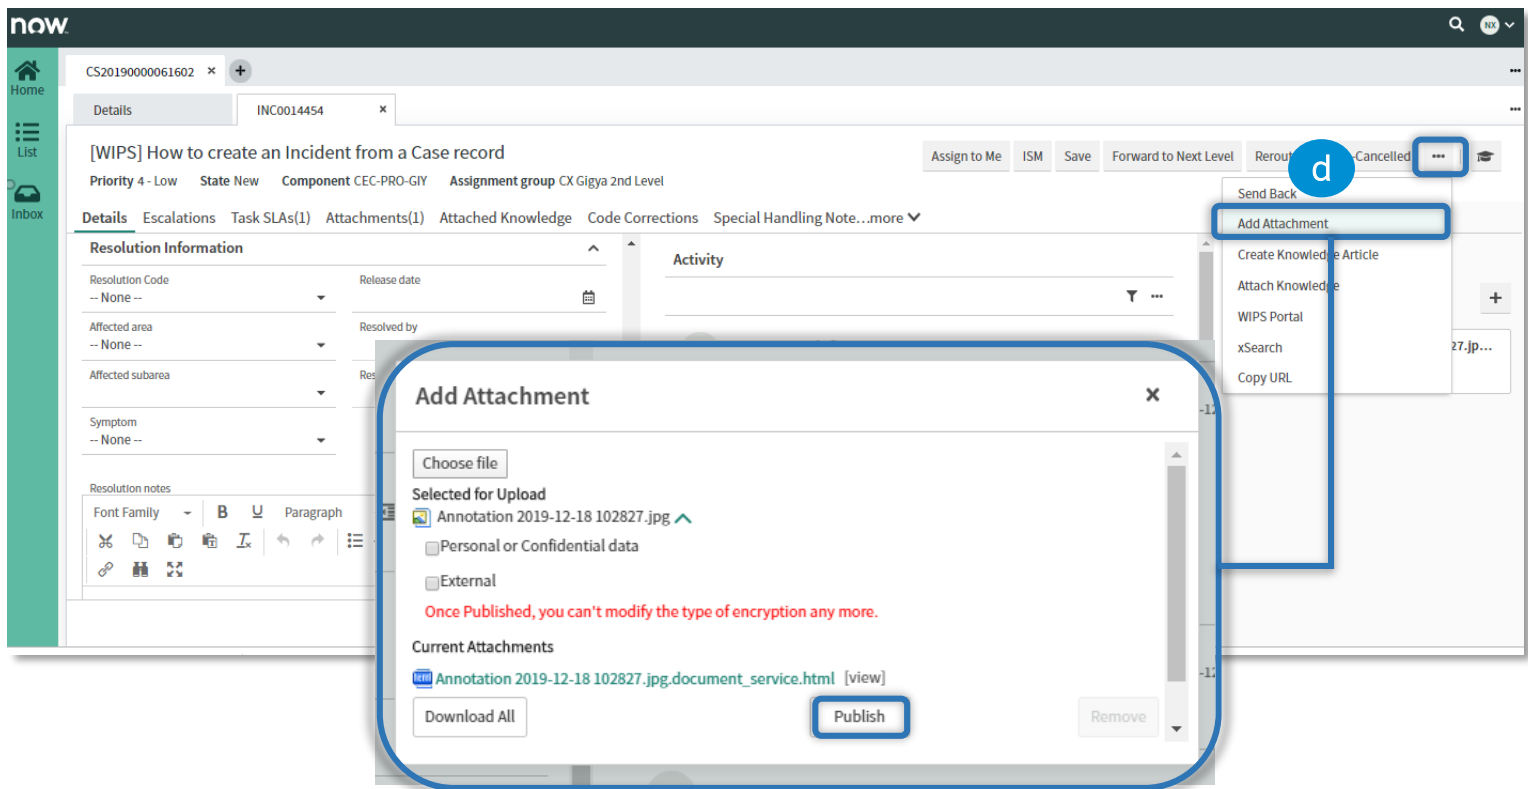 now.
NX
Home
List
Inbox
CS20190000061602
Details
INC0014454
[WIPS] How to create an Incident from a Case record
Priority 4 - Low State New Component CEC-PRO-GIY Assignment group CX Gigya 2nd Level
Assign to Me ISM Save Forward to Next Level -Cancelled
d
Send Back
Add Attachment
Create Knowledge Article
Attach Knowledge
WIPS Portal
xSearch
Copy URL
Details Escalations Task SLAs(1) Attachments(1) Attached Knowledge Code Corrections Special Handling Note...more
Resolution Information
Resolution Code
-- None --
Release date
Affected area
-- None --
Resolved by
Affected subarea
Symptom
-- None --
Resolution notes
Font Family B U Paragraph
Activity
27.jp...
Add Attachment
Choose file
Selected for Upload
Annotation 2019-12-18 102827.jpg
Personal or Confidential data
External
Once Published, you can't modify the type of encryption any more.
Current Attachments
Annotation 2019-12-18 102827.jpg.document_service.html [view]
Download All Publish Remove